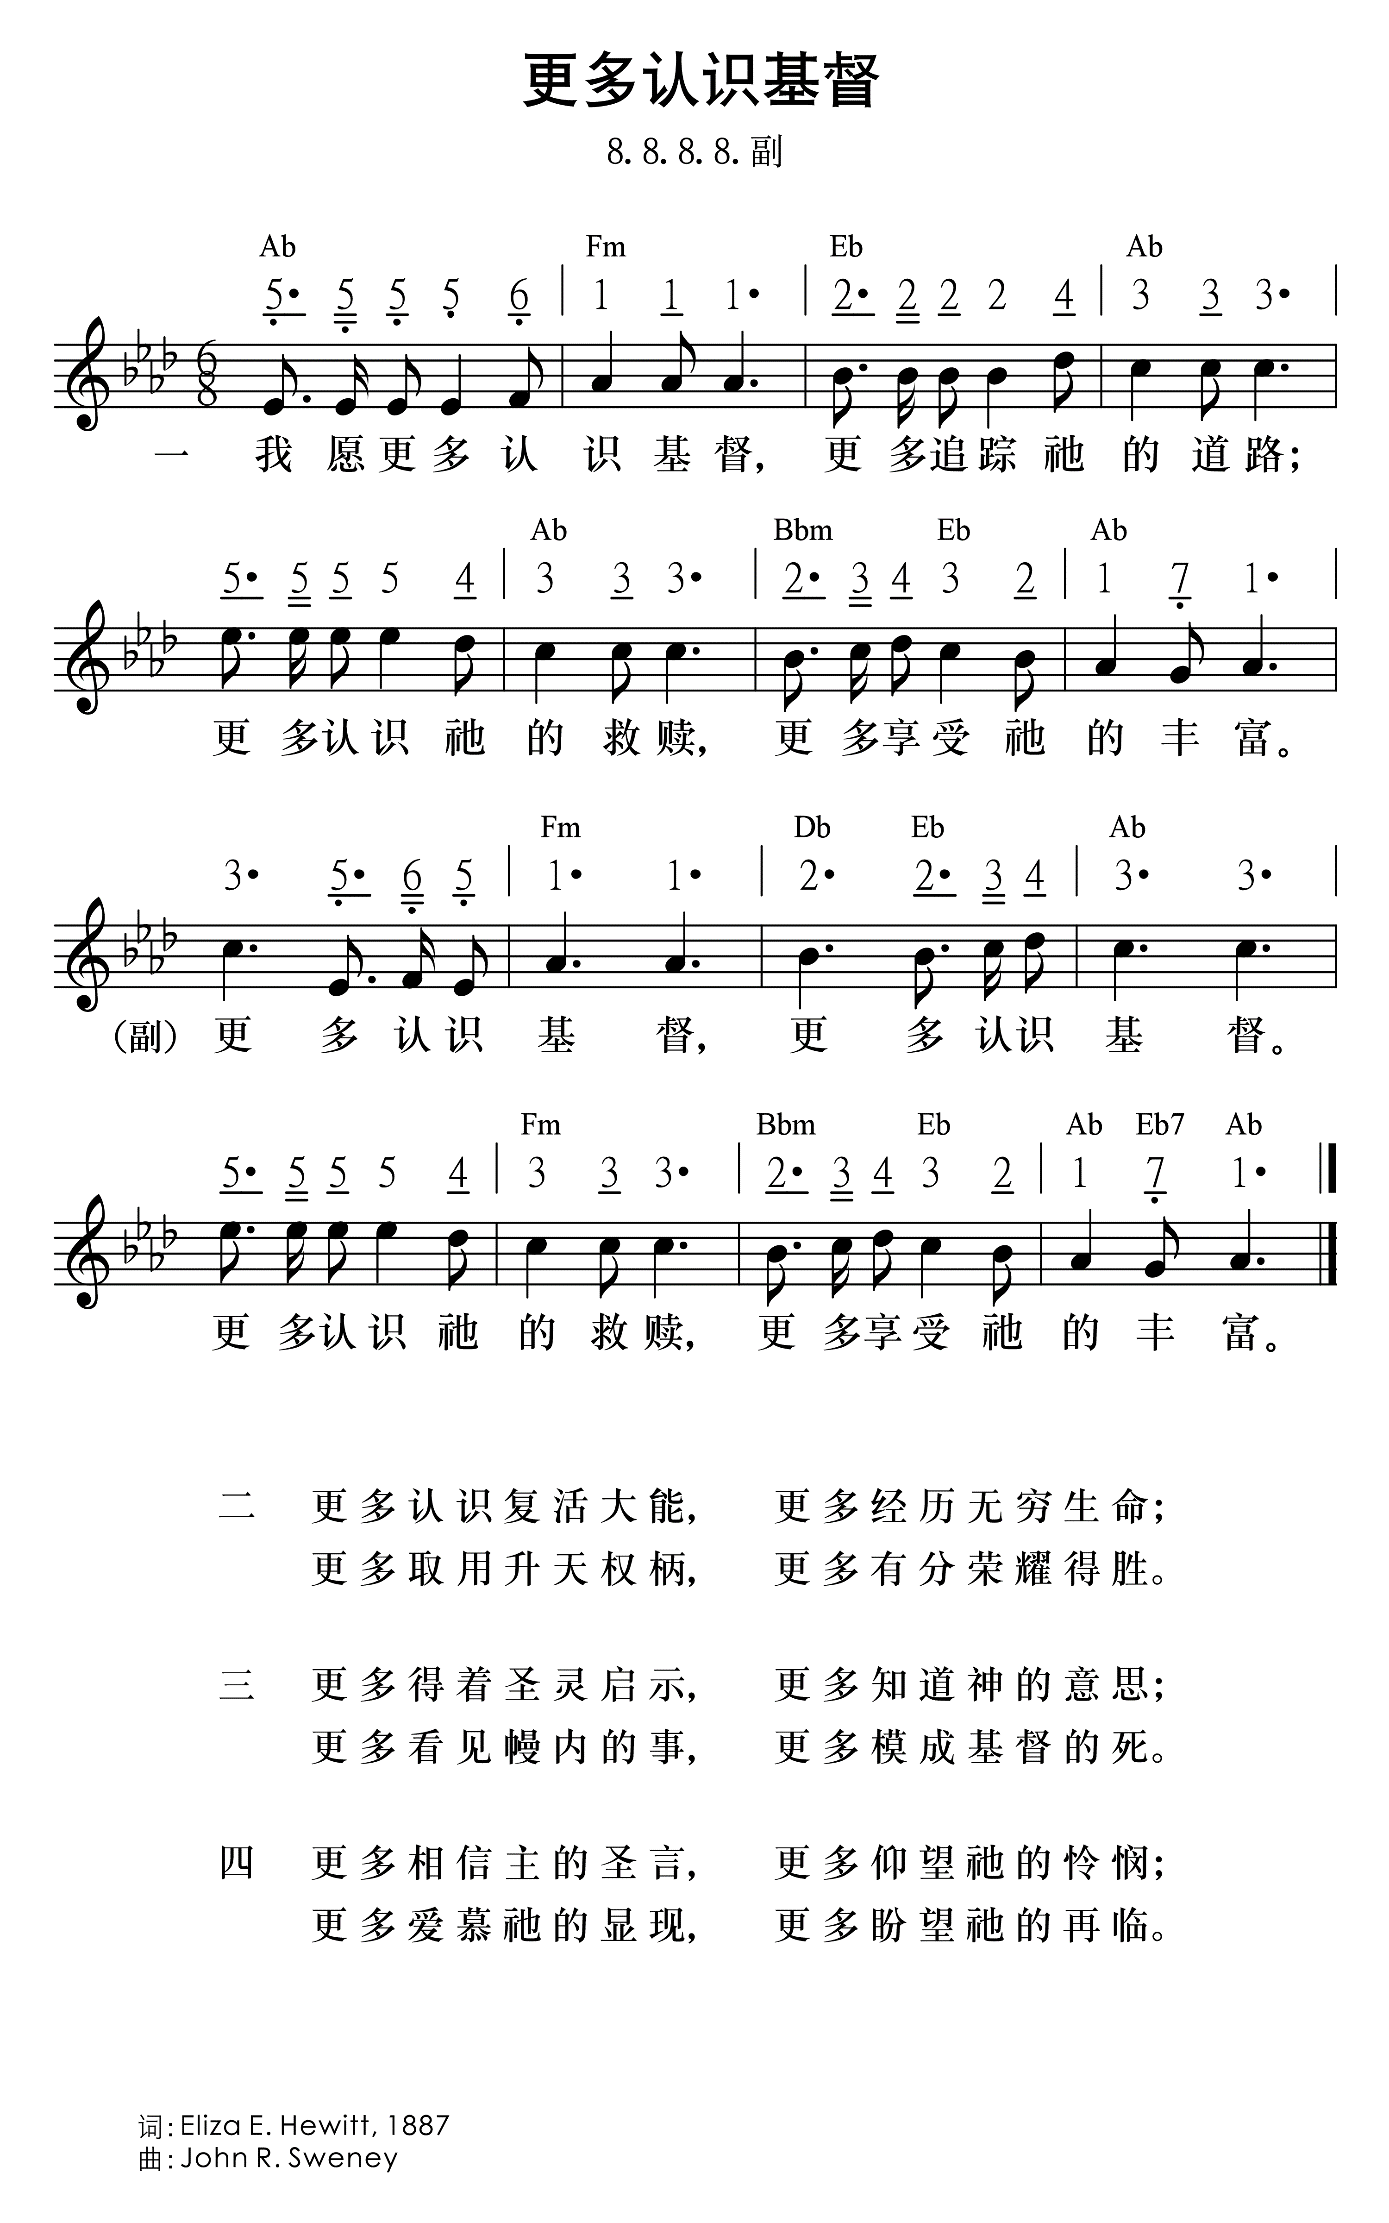 更多认识基督
8. 8. 8. 8. 副
Ab Fm Eb Ab
5• 5 5 5 6 | 1 1 1• | 2• 2 2 2 4 | 3 3 3• |
6
8
一 我愿更多认识基督，更多追踪祂的道路；
Ab Bbm Eb Ab
5• 5 5 5 4 | 3 3 3• | 2• 3 4 3 2 | 1 7 1• |
更多认识祂的救赎，更多享受祂的丰富。
Fm Db Eb Ab
3• 5• 6 5 | 1• 1• | 2• 2• 3 4 | 3• 3• |
(副) 更多认识基督，更多认识基督。
Fm Bbm Eb Ab Eb7 Ab
5• 5 5 5 4 | 3 3 3• | 2• 3 4 3 2 | 1 7 1• |
更多认识祂的救赎，更多享受祂的丰富。
二 更多认识复活大能， 更多经历无穷生命；
更多取用升天权柄， 更多有分荣耀得胜。
三 更多得着圣灵启示， 更多知道神的意思；
更多看见幔内的事， 更多模成基督的死。
四 更多相信主的圣言， 更多仰望祂的怜悯；
更多爱慕祂的显现， 更多盼望祂的再临。
词: Eliza E. Hewitt, 1887
曲: John R. Sweney